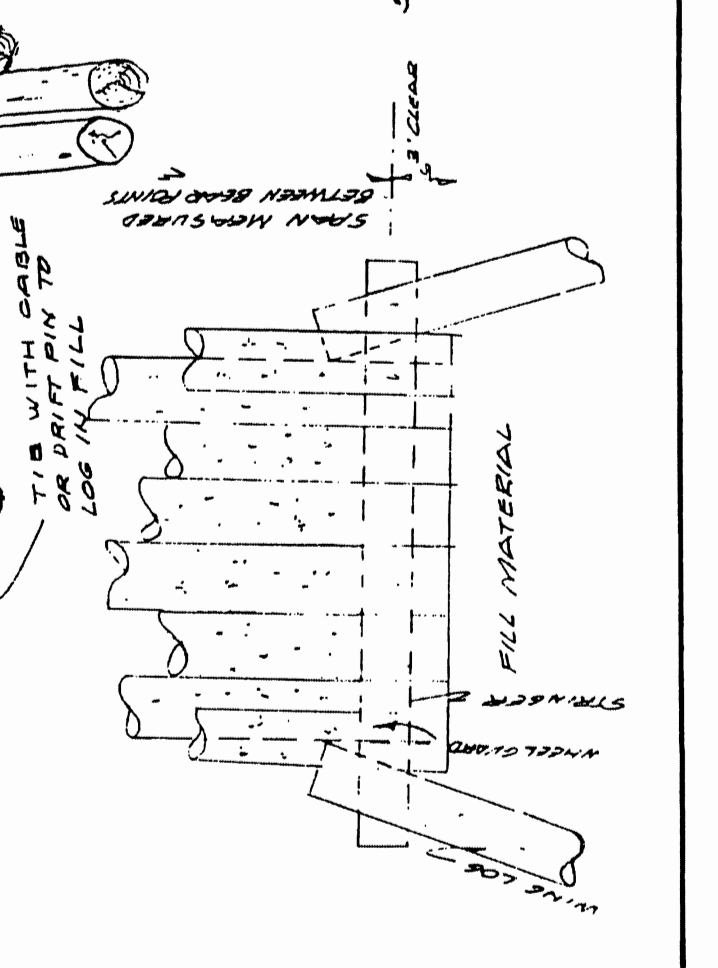 3' CLEAR
SPAN MEASURED
BETWEEN BEAR POINTS
TIE WITH CABLE
OR DRIFT PIN TO
LOG IN FILL
FILL MATERIAL
STRINGER
WHEEL GUARD
WING LOG